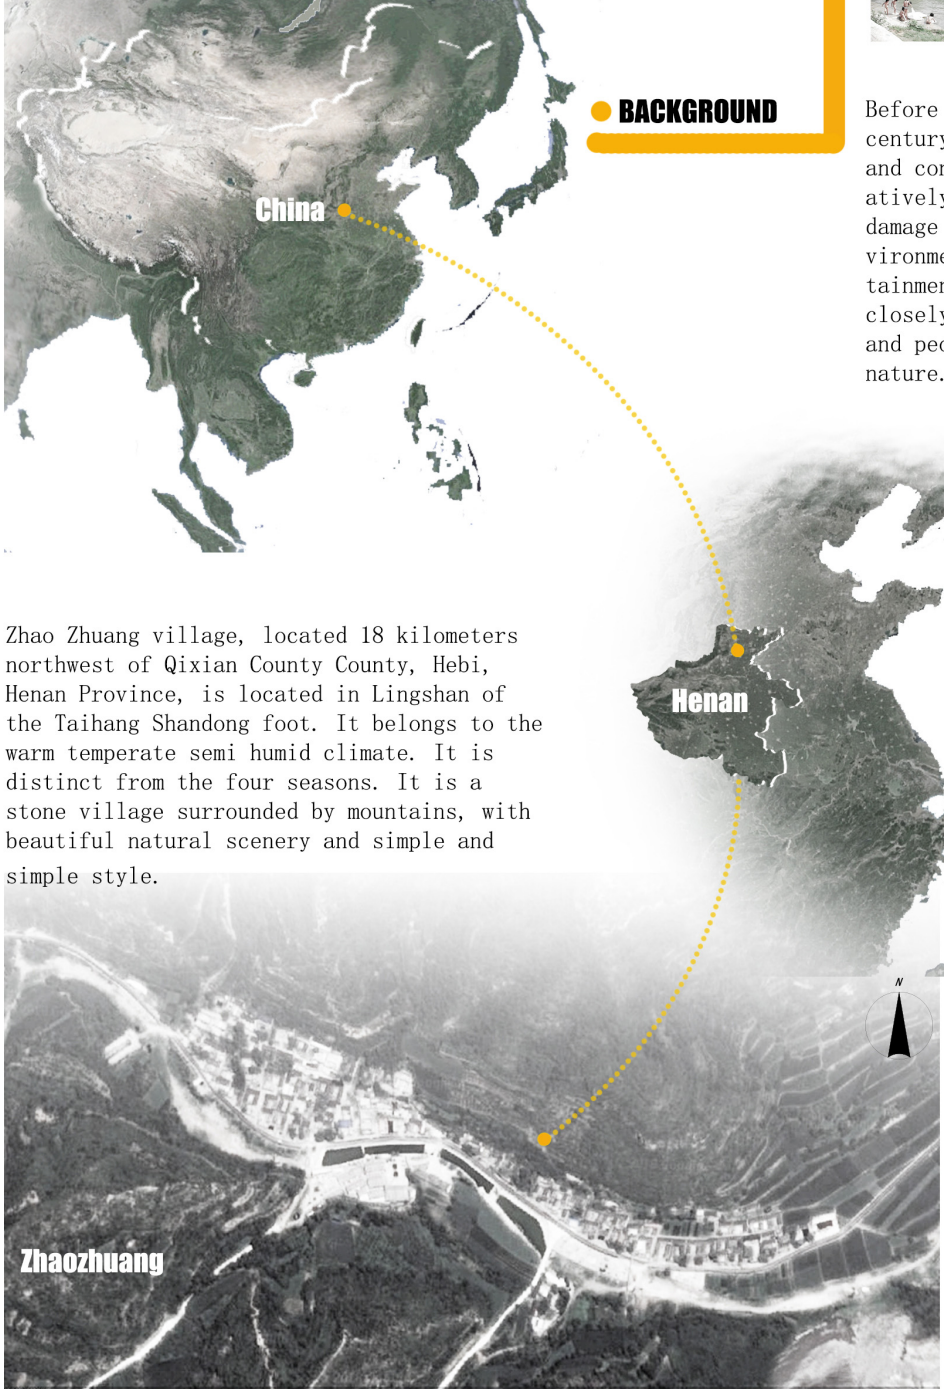 BACKGROUND
Before
century
and con
atively
damage
vironme
tainmen
closely
and peo
nature.
China
Henan
Zhao Zhuang village, located 18 kilometers
northwest of Qixian County County, Hebi,
Henan Province, is located in Lingshan of
the Taihang Shandong foot. It belongs to the
warm temperate semi humid climate. It is
distinct from the four seasons. It is a
stone village surrounded by mountains, with
beautiful natural scenery and simple and
simple style.
N
Zhaozhuang